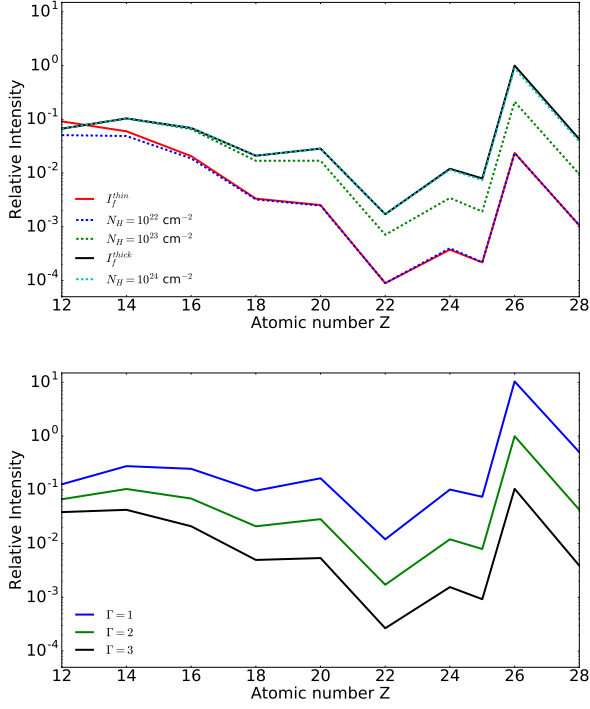 10^1
10^0
10^-1
10^-2
10^-3
10^-4
Relative Intensity
I_f^thin
N_H = 10^22 cm^-2
N_H = 10^23 cm^-2
I_f^thick
N_H = 10^24 cm^-2
12 14 16 18 20 22 24 26 28
Atomic number Z
10^1
10^0
10^-1
10^-2
10^-3
10^-4
Relative Intensity
Γ = 1
Γ = 2
Γ = 3
12 14 16 18 20 22 24 26 28
Atomic number Z